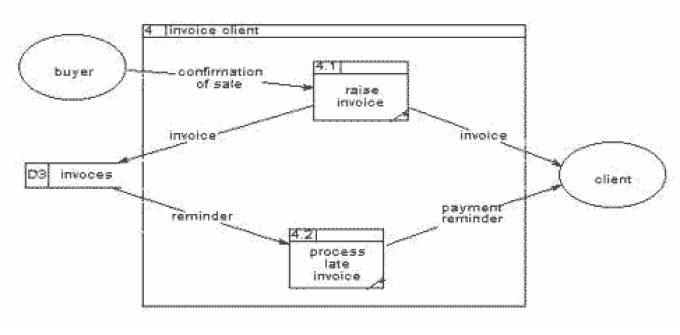 4 invoice client
buyer
confirmation
of sale
4.1
raise
invoice
invoice
invoice
D3 invoces
client
reminder
payment
reminder
4.2
process
late
invoice